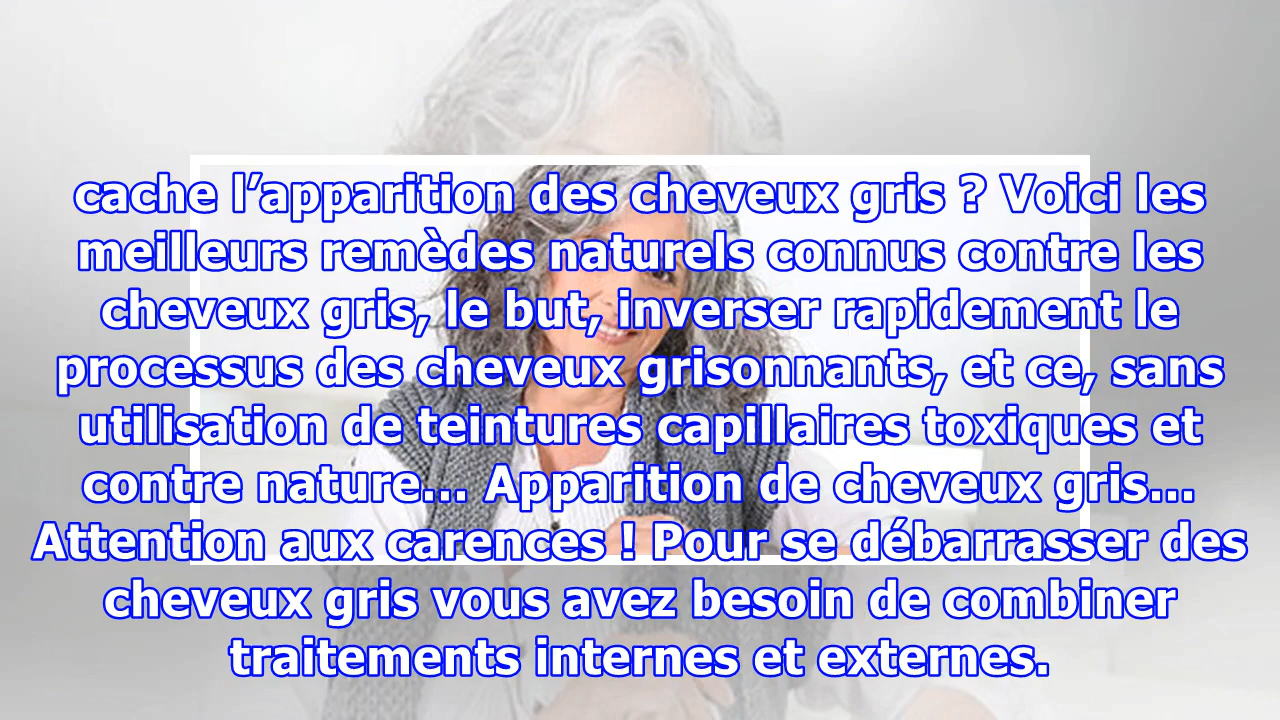 cache l’apparition des cheveux gris ? Voici les
meilleurs remèdes naturels connus contre les
cheveux gris, le but, inverser rapidement le
processus des cheveux grisonnants, et ce, sans
utilisation de teintures capillaires toxiques et
contre nature... Apparition de cheveux gris...
Attention aux carences ! Pour se débarrasser des
cheveux gris vous avez besoin de combiner
traitements internes et externes.